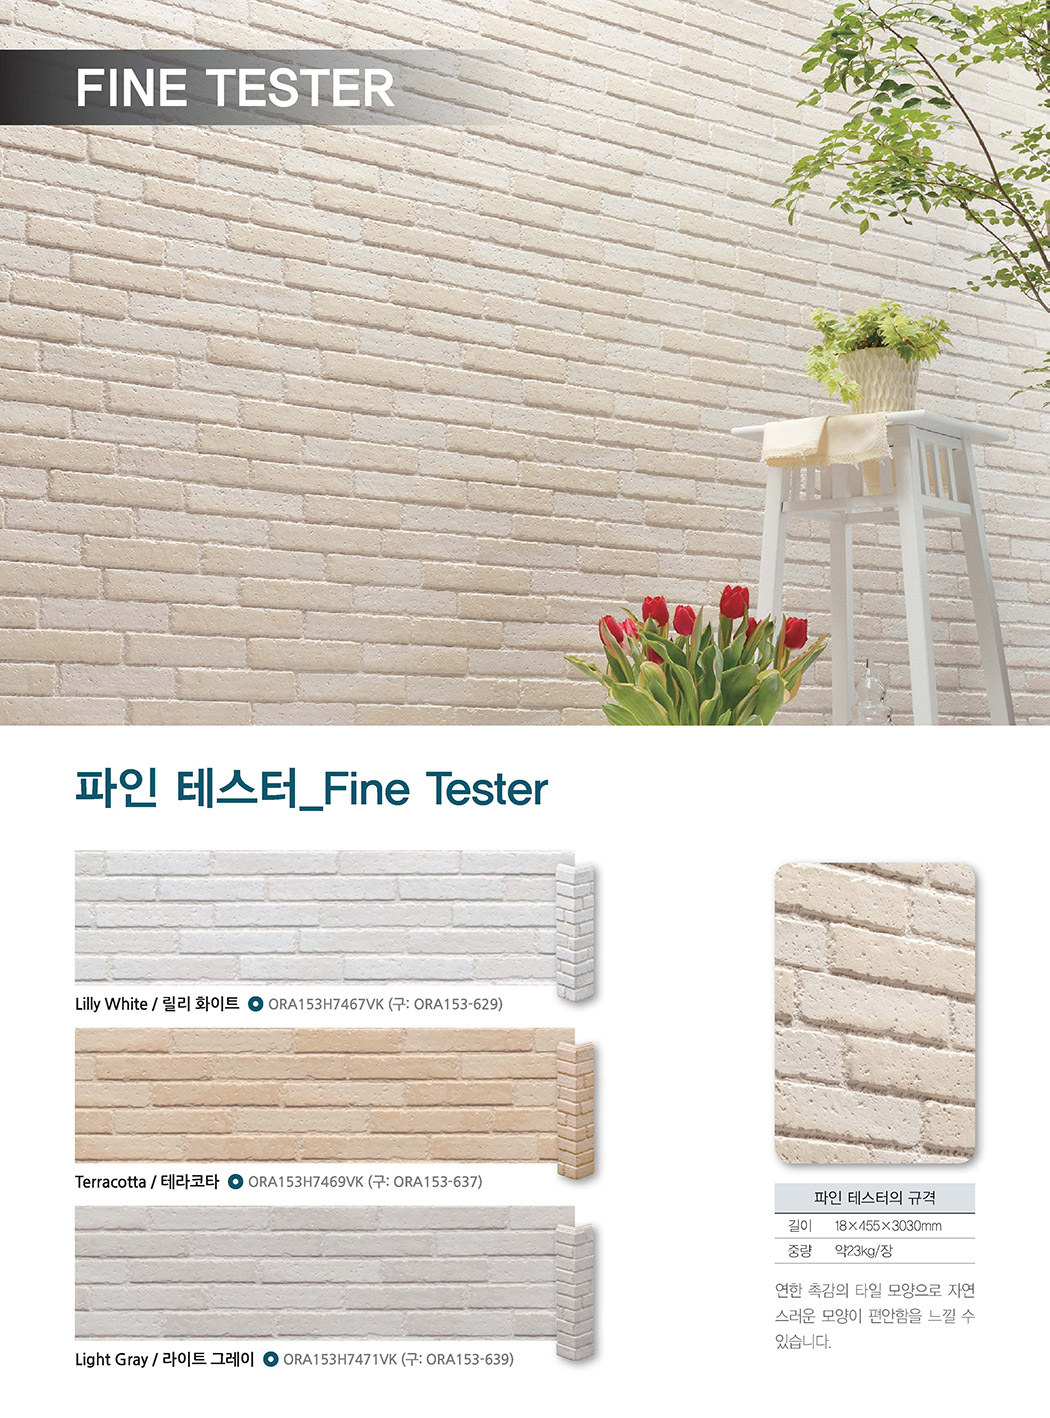 FINE TESTER
파인 테스터_Fine Tester
Lilly White / 릴리 화이트 ORA153H7467VK (구: ORA153-629)
Terracotta / 테라코타 ORA153H7469VK (구: ORA153-637)
Light Gray / 라이트 그레이 ORA153H7471VK (구: ORA153-639)
파인 테스터의 규격
길이 18×455×3030mm
중량 약23kg/장
연한 촉감의 타일 모양으로 자연
스러운 모양이 편안함을 느낄 수
있습니다.